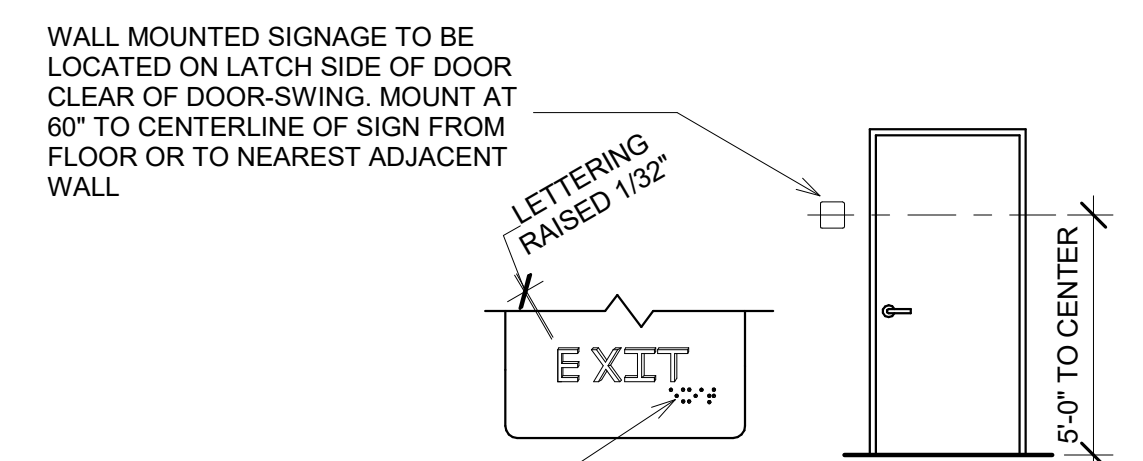 WALL MOUNTED SIGNAGE TO BE
LOCATED ON LATCH SIDE OF DOOR
CLEAR OF DOOR-SWING. MOUNT AT
60" TO CENTERLINE OF SIGN FROM
FLOOR OR TO NEAREST ADJACENT
WALL
LETTERING
RAISED 1/32"
EXIT
5'-0" TO CENTER